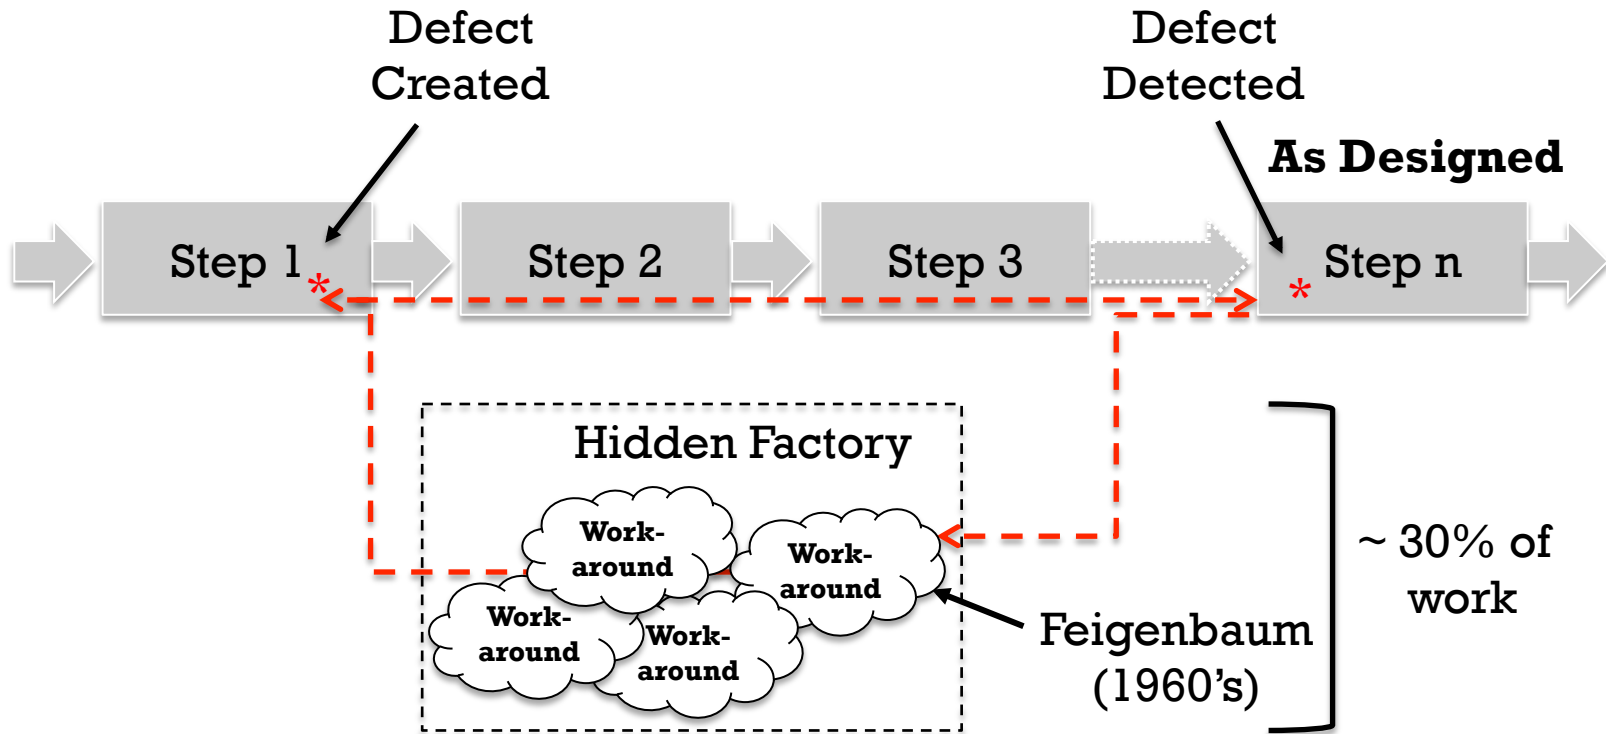 Defect
Created
Defect
Detected
As Designed
Step 1
*
Step 2
Step 3
*
Step n
Hidden Factory
Work-
around
Work-
around
Work-
around
Work-
around
~ 30% of
work
Feigenbaum
(1960's)